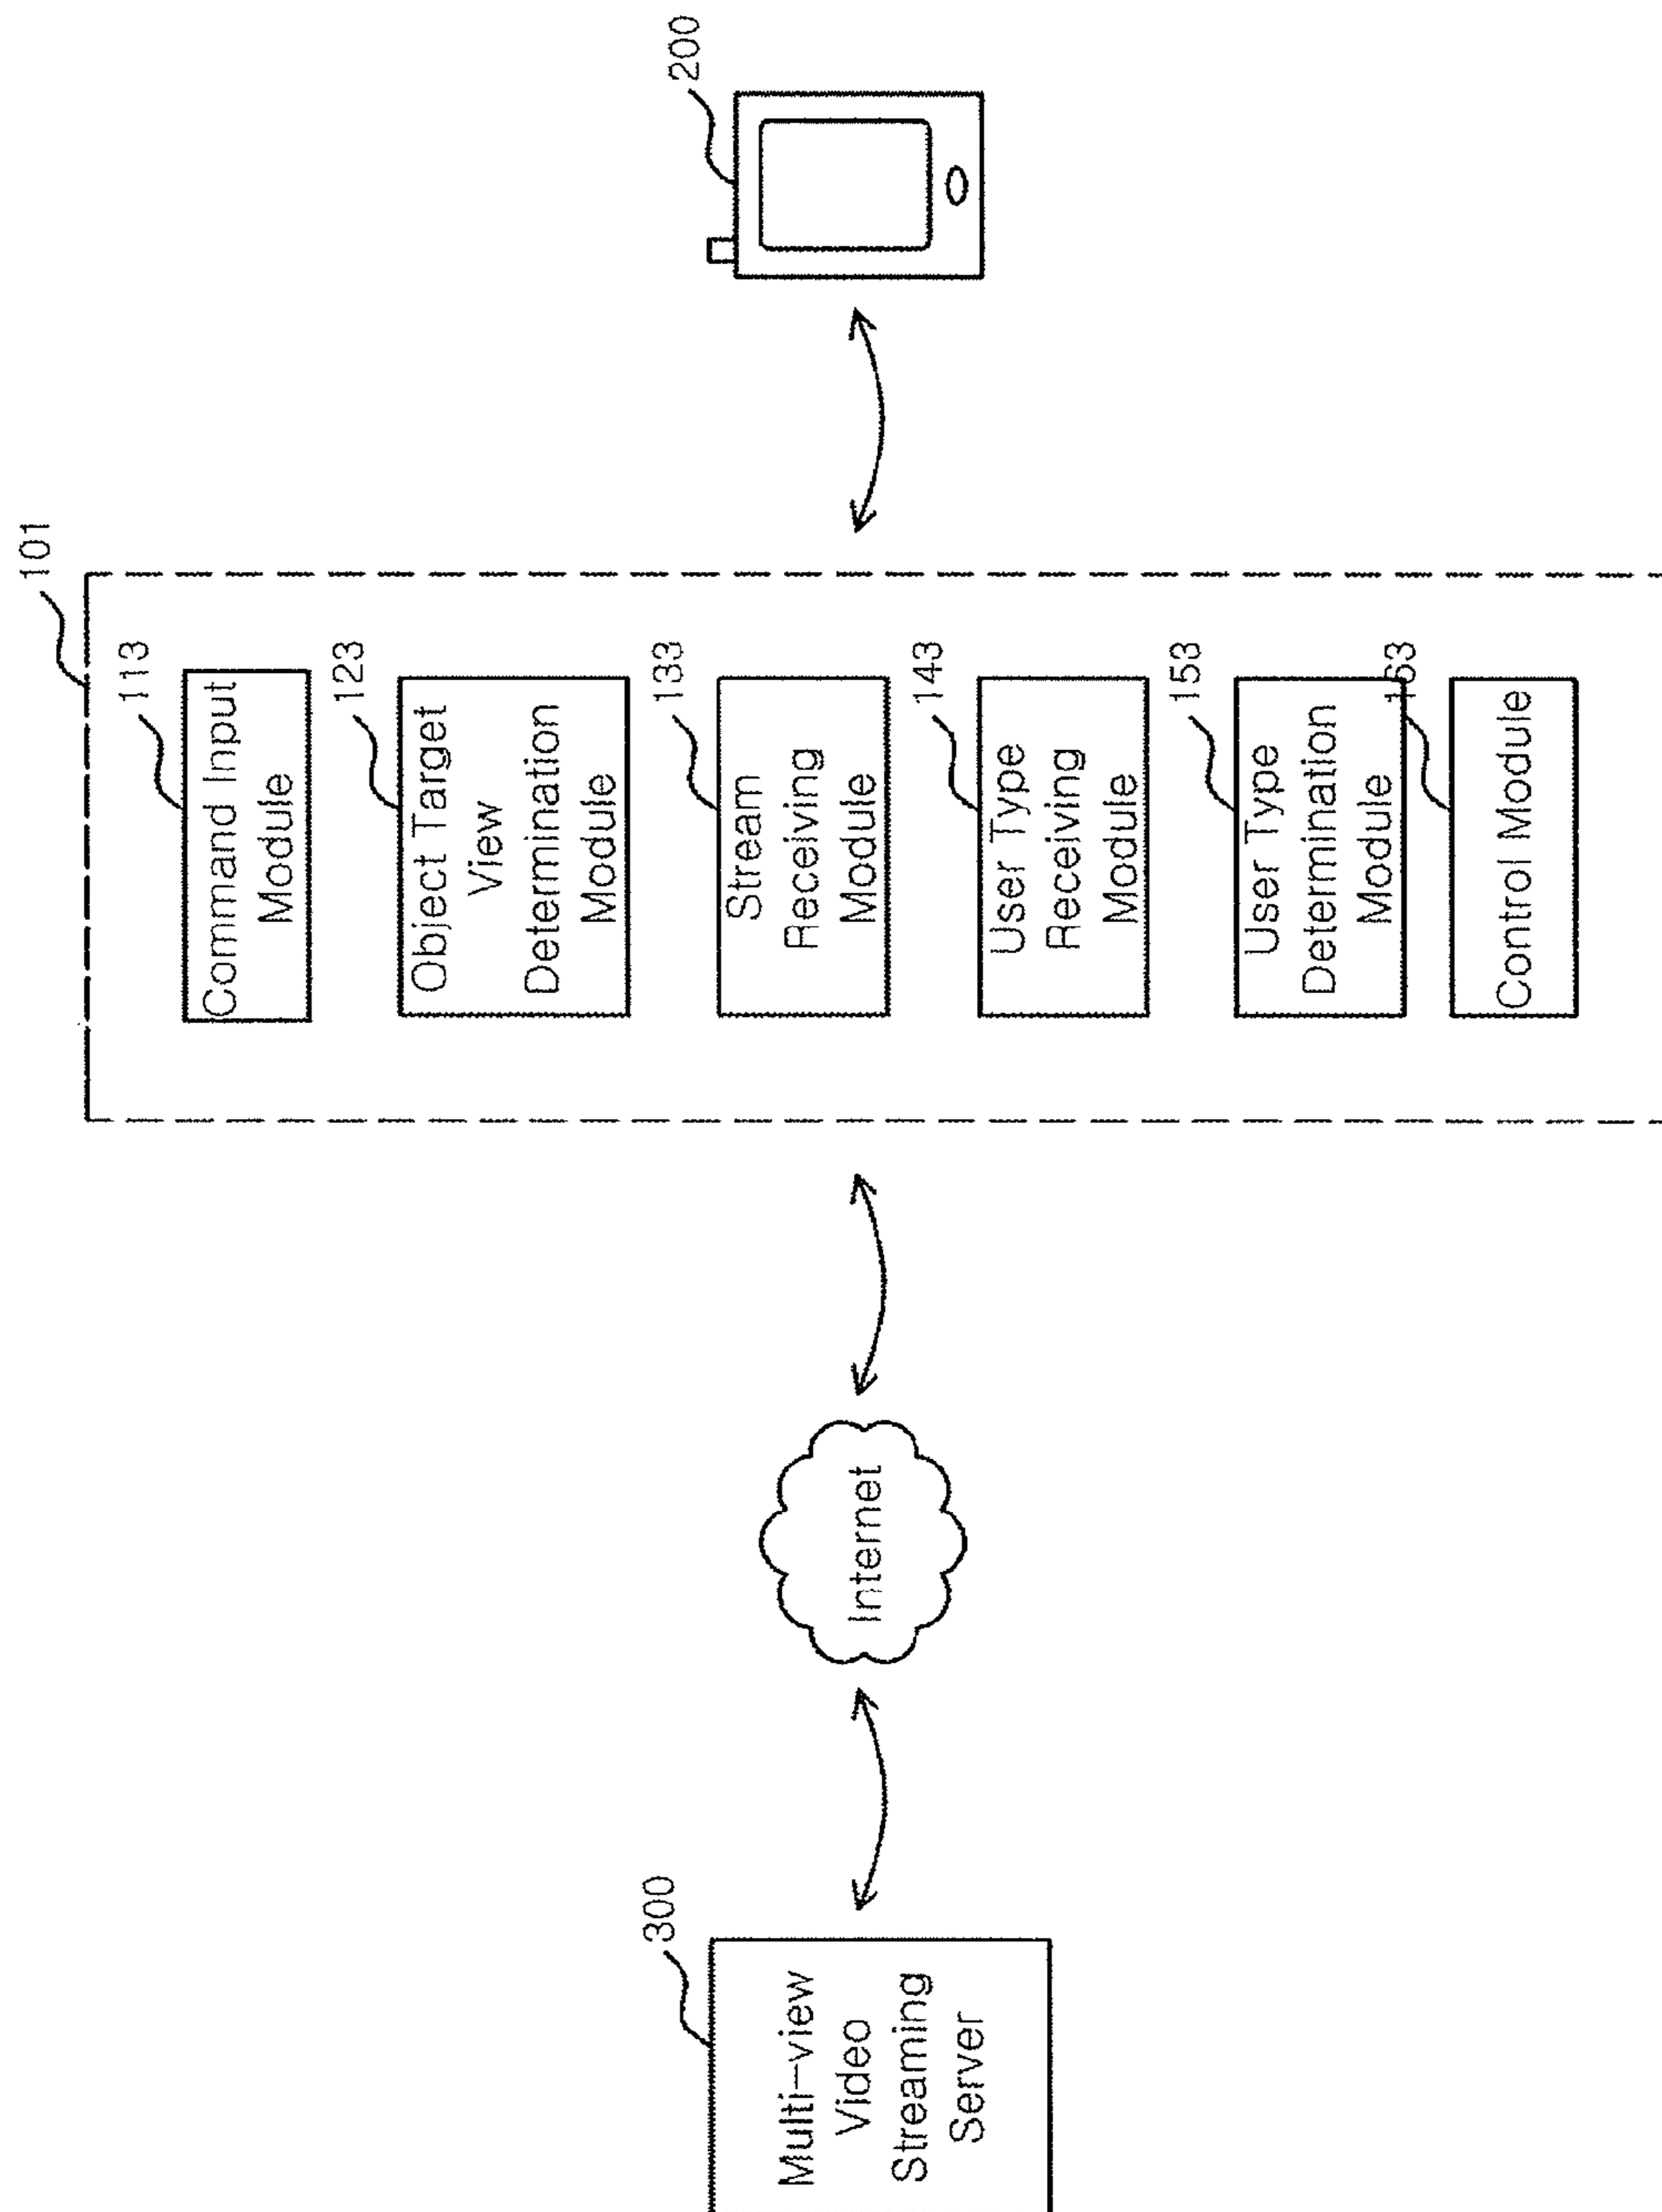 300
Multi-view
Video
Streaming
Server
Internet
101
113
Command Input
Module
123
Object Target
View
Determination
Module
133
Stream
Receiving
Module
143
User Type
Receiving
Module
153
User Type
Determination
Module
163
Control Module
200